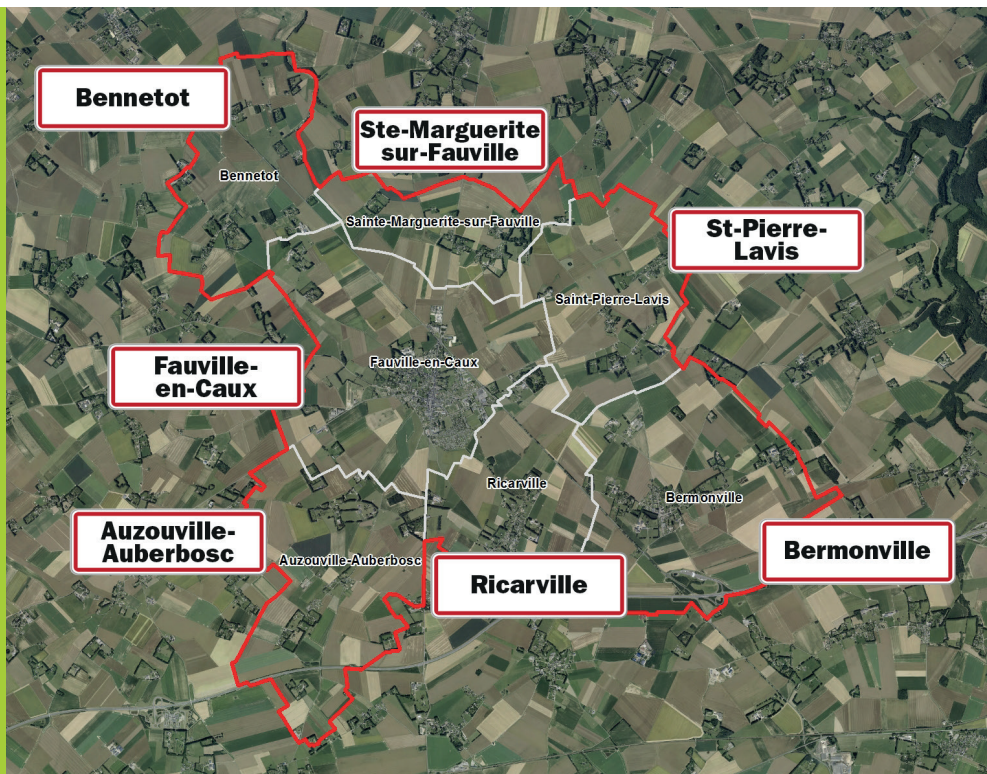 Bennetot
Ste-Marguerite
sur-Fauville
Bennetot
Sainte-Marguerite-sur-Fauville
St-Pierre-
Lavis
Saint-Pierre-Lavis
Fauville-
en-Caux
Fauville-en-Caux
Ricarville
Bermonville
Auzouville-
Auberbosc
Auzouville-Auberbosc
Ricarville
Bermonville